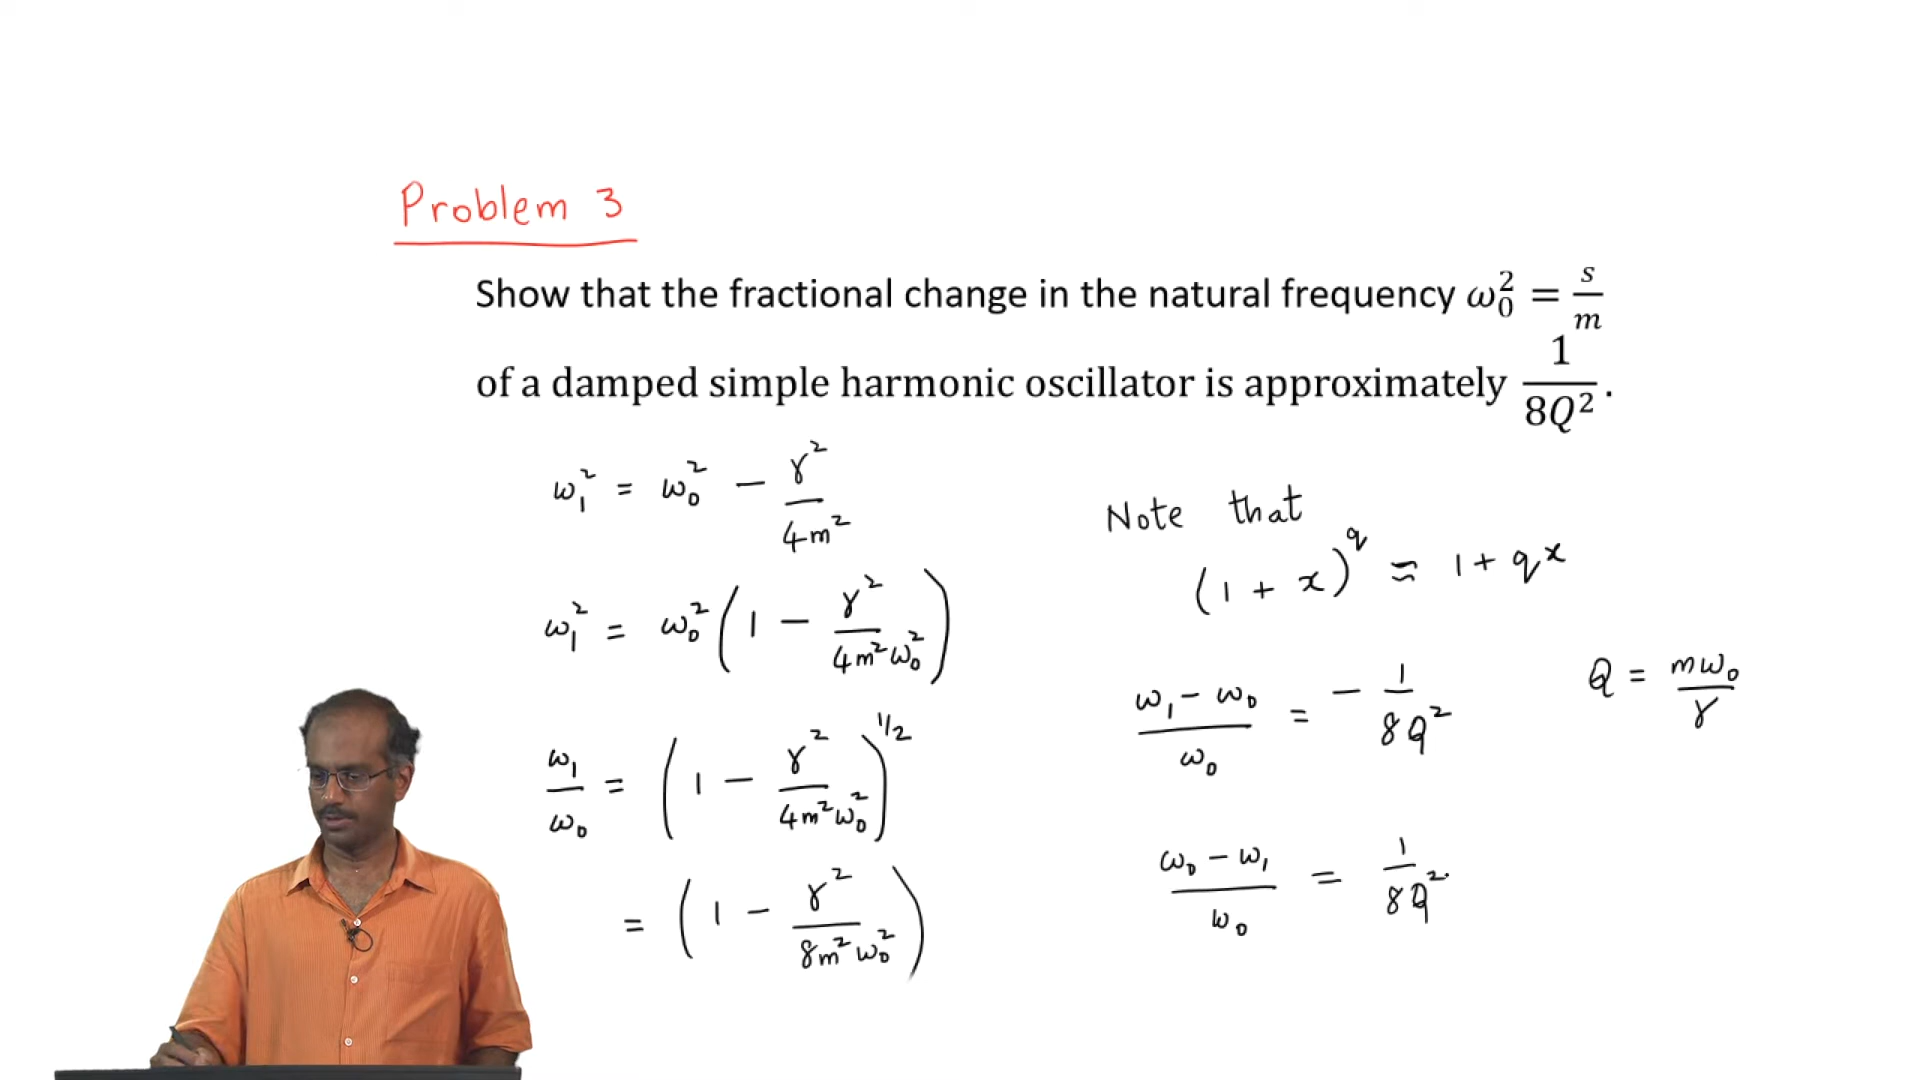 Problem 3
Show that the fractional change in the natural frequency ω₀² = s/m
of a damped simple harmonic oscillator is approximately 1/8Q².
ω₁² = ω₀² − γ²/4m²
ω₁² = ω₀² (1 − γ²/4m²ω₀²)
ω₁/ω₀ = (1 − γ²/4m²ω₀²)^1/2
= (1 − γ²/8m²ω₀²)
Note that
(1 + x)^q ≈ 1 + qx
(ω₁ − ω₀)/ω₀ = − 1/8Q²
Q = mω₀/γ
(ω₀ − ω₁)/ω₀ = 1/8Q².